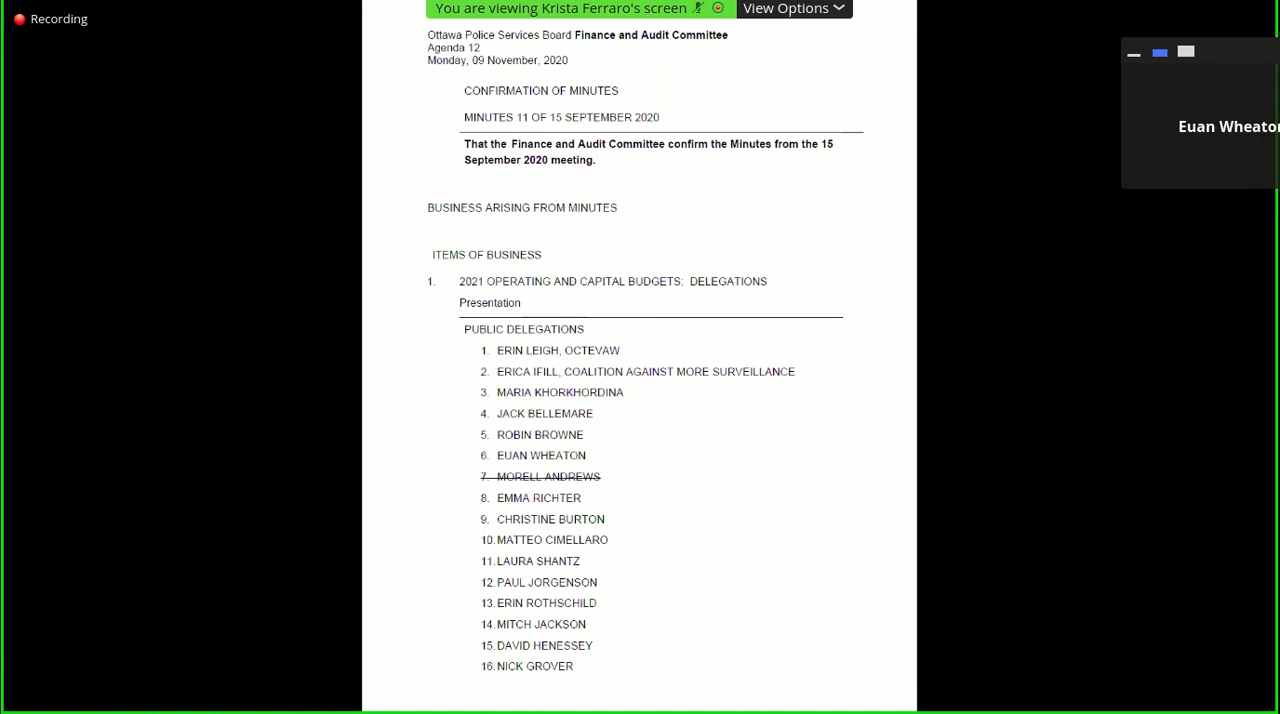 Recording
You are viewing Krista Ferraro's screen
View Options
Ottawa Police Services Board Finance and Audit Committee
Agenda 12
Monday, 09 November, 2020
CONFIRMATION OF MINUTES
MINUTES 11 OF 15 SEPTEMBER 2020
That the Finance and Audit Committee confirm the Minutes from the 15
September 2020 meeting.
BUSINESS ARISING FROM MINUTES
ITEMS OF BUSINESS
1. 2021 OPERATING AND CAPITAL BUDGETS: DELEGATIONS
Presentation
PUBLIC DELEGATIONS
1. ERIN LEIGH, OCTEVAW
2. ERICA IFILL, COALITION AGAINST MORE SURVEILLANCE
3. MARIA KHORKHORDINA
4. JACK BELLEMARE
5. ROBIN BROWNE
6. EUAN WHEATON
7. MORELL ANDREWS
8. EMMA RICHTER
9. CHRISTINE BURTON
10. MATTEO CIMELLARO
11. LAURA SHANTZ
12. PAUL JORGENSON
13. ERIN ROTHSCHILD
14. MITCH JACKSON
15. DAVID HENESSEY
16. NICK GROVER
Euan Wheaton